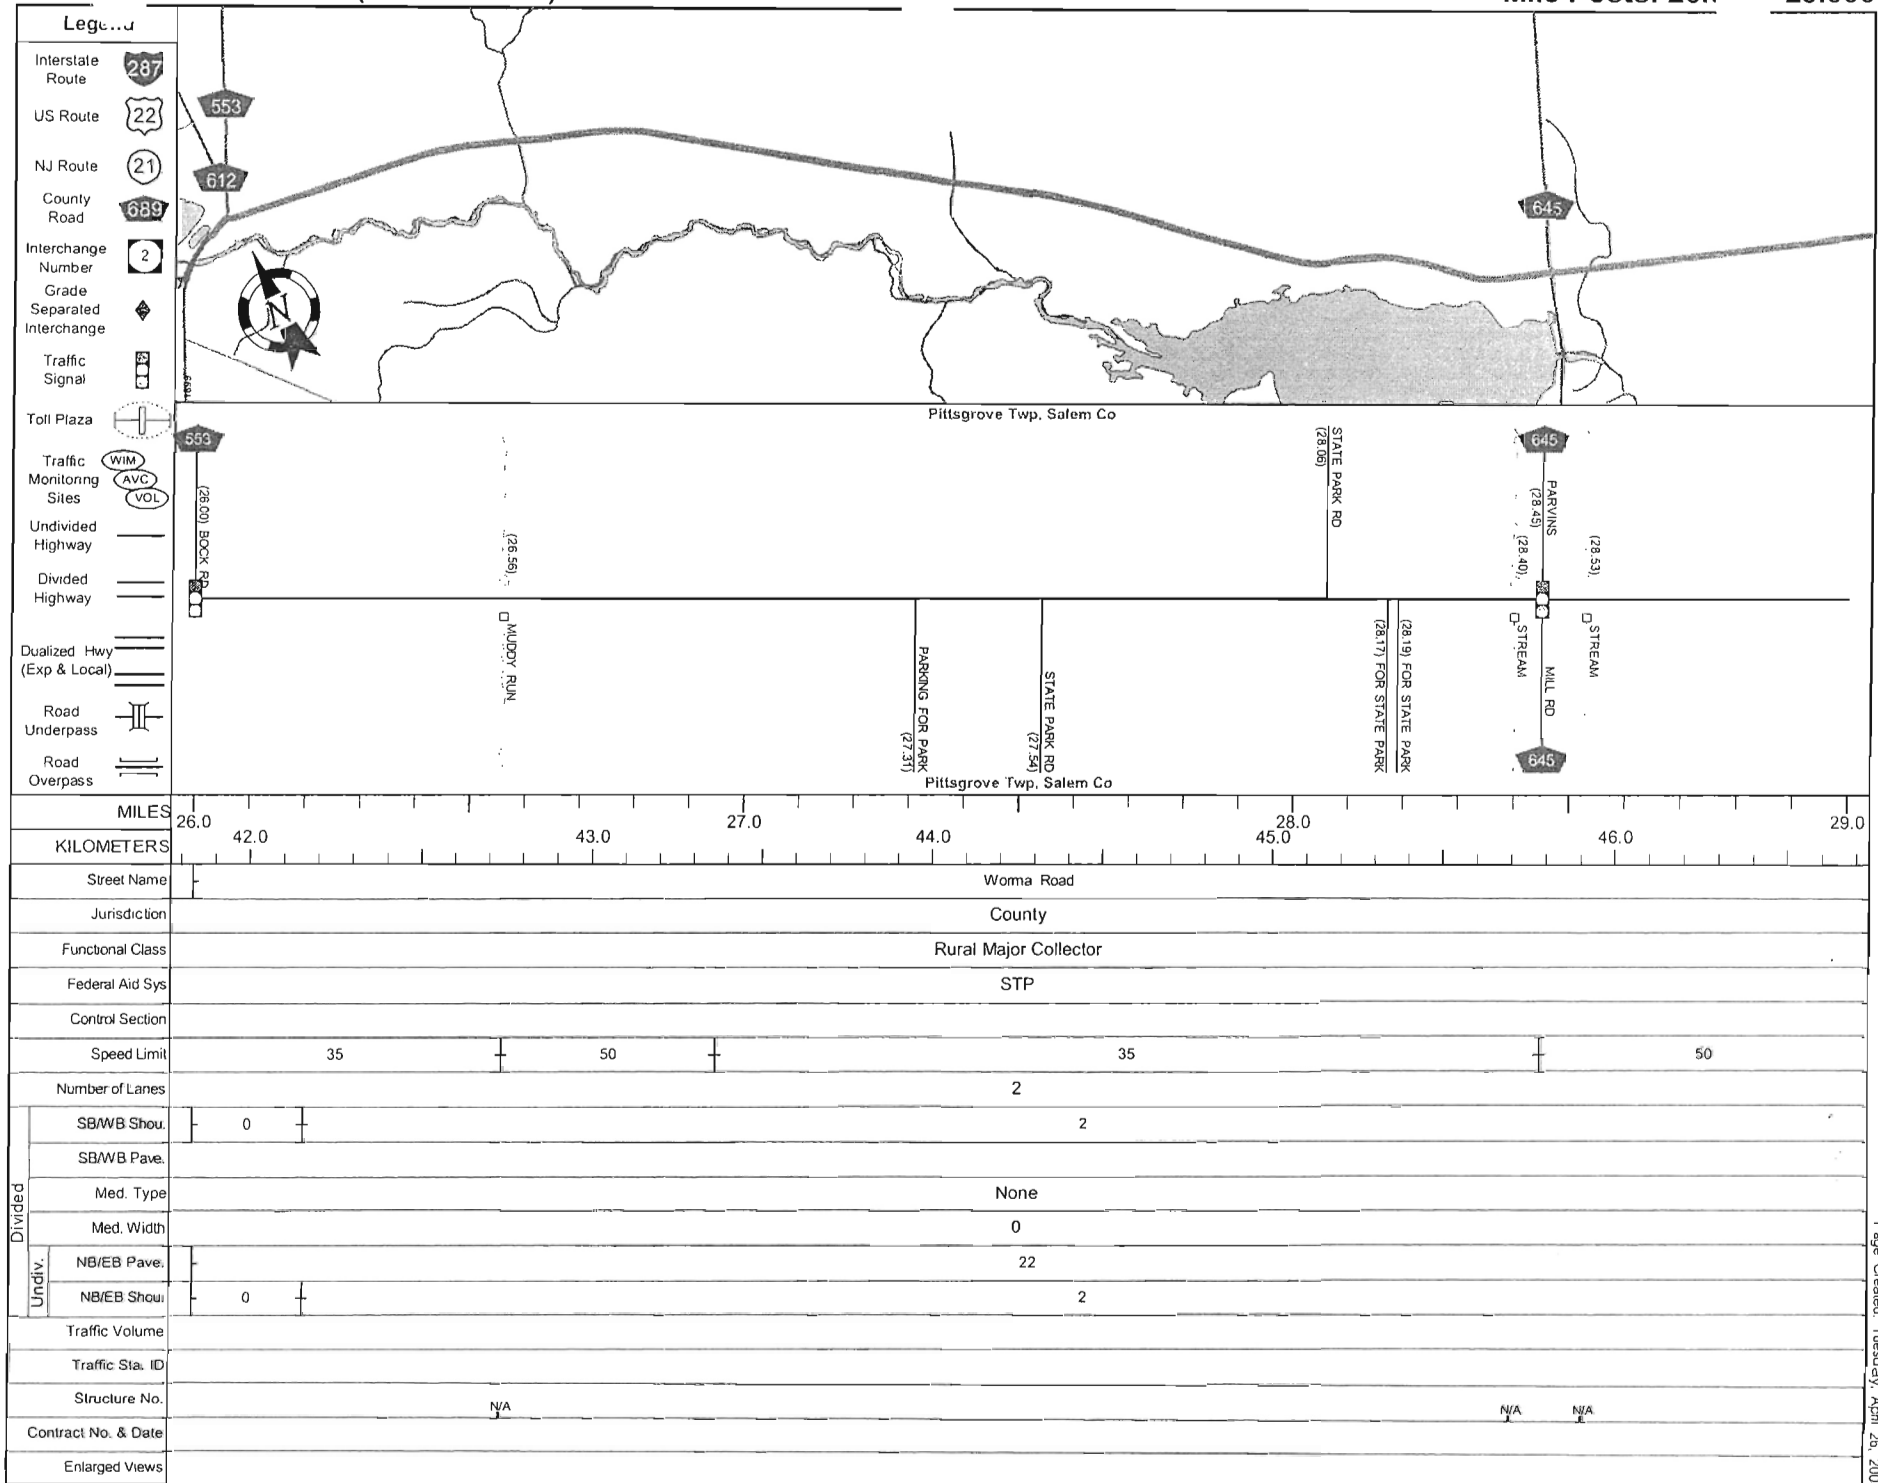 Interstate
Route
287
US Route
22
NJ Route
21
County
Road
689
Interchange
Number
2
Grade
Separated
Interchange
Traffic
Signal
Toll Plaza
Traffic
Monitoring
Sites
WIM
AVC
VOL
Undivided
Highway
Divided
Highway
Dualized Hwy
(Exp & Local)
Road
Underpass
Road
Overpass
553
612
645
N
Pittsgrove Twp, Salem Co
553
(26.00) BOCK RD
(26.56)
MUDDY RUN
PARKING FOR PARK
(27.31)
STATE PARK RD
(27.54)
STATE PARK RD
(28.06)
(28.17) FOR STATE PARK
(28.19) FOR STATE PARK
645
PARVINS
(28.45)
(28.40)
(28.53)
STREAM
MILL RD
STREAM
645
Pittsgrove Twp, Salem Co
MILES
26.0 27.0 28.0 29.0
KILOMETERS
42.0 43.0 44.0 45.0 46.0
Street Name Worma Road
Jurisdiction County
Functional Class Rural Major Collector
Federal Aid Sys STP
Control Section
Speed Limit 35 50 35 50
Number of Lanes 2
Divided
SB/WB Shou. 0 2
SB/WB Pave.
Med. Type None
Med. Width 0
Undiv.
NB/EB Pave. 22
NB/EB Shou. 0 2
Traffic Volume
Traffic Sta. ID
Structure No. N/A N/A N/A
Contract No. & Date
Enlarged Views